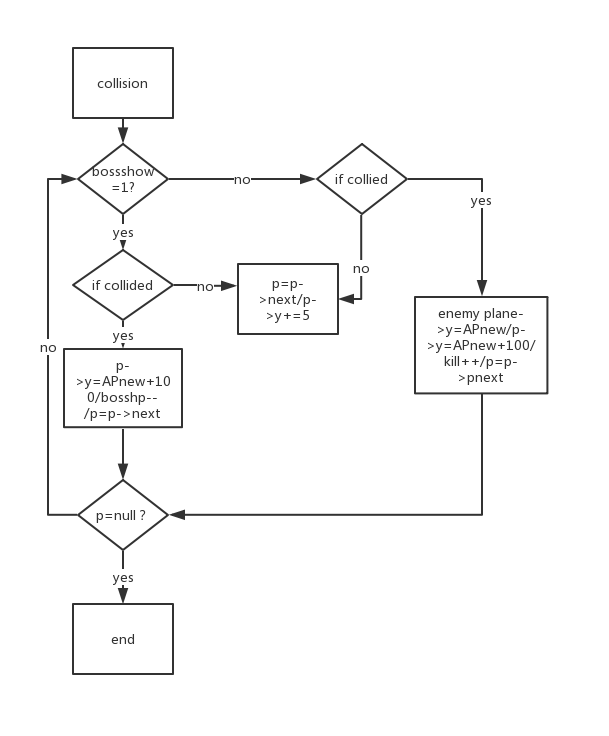 collision
bossshow
=1?
no
if collied
yes
yes
if collided
no
p=p-
>next/p-
>y+=5
no
enemy plane-
>y=APnew/p-
>y=APnew+100/
kill++/p=p-
>pnext
yes
no
p-
>y=APnew+10
0/bosshp--
/p=p->next
p=null ?
yes
end